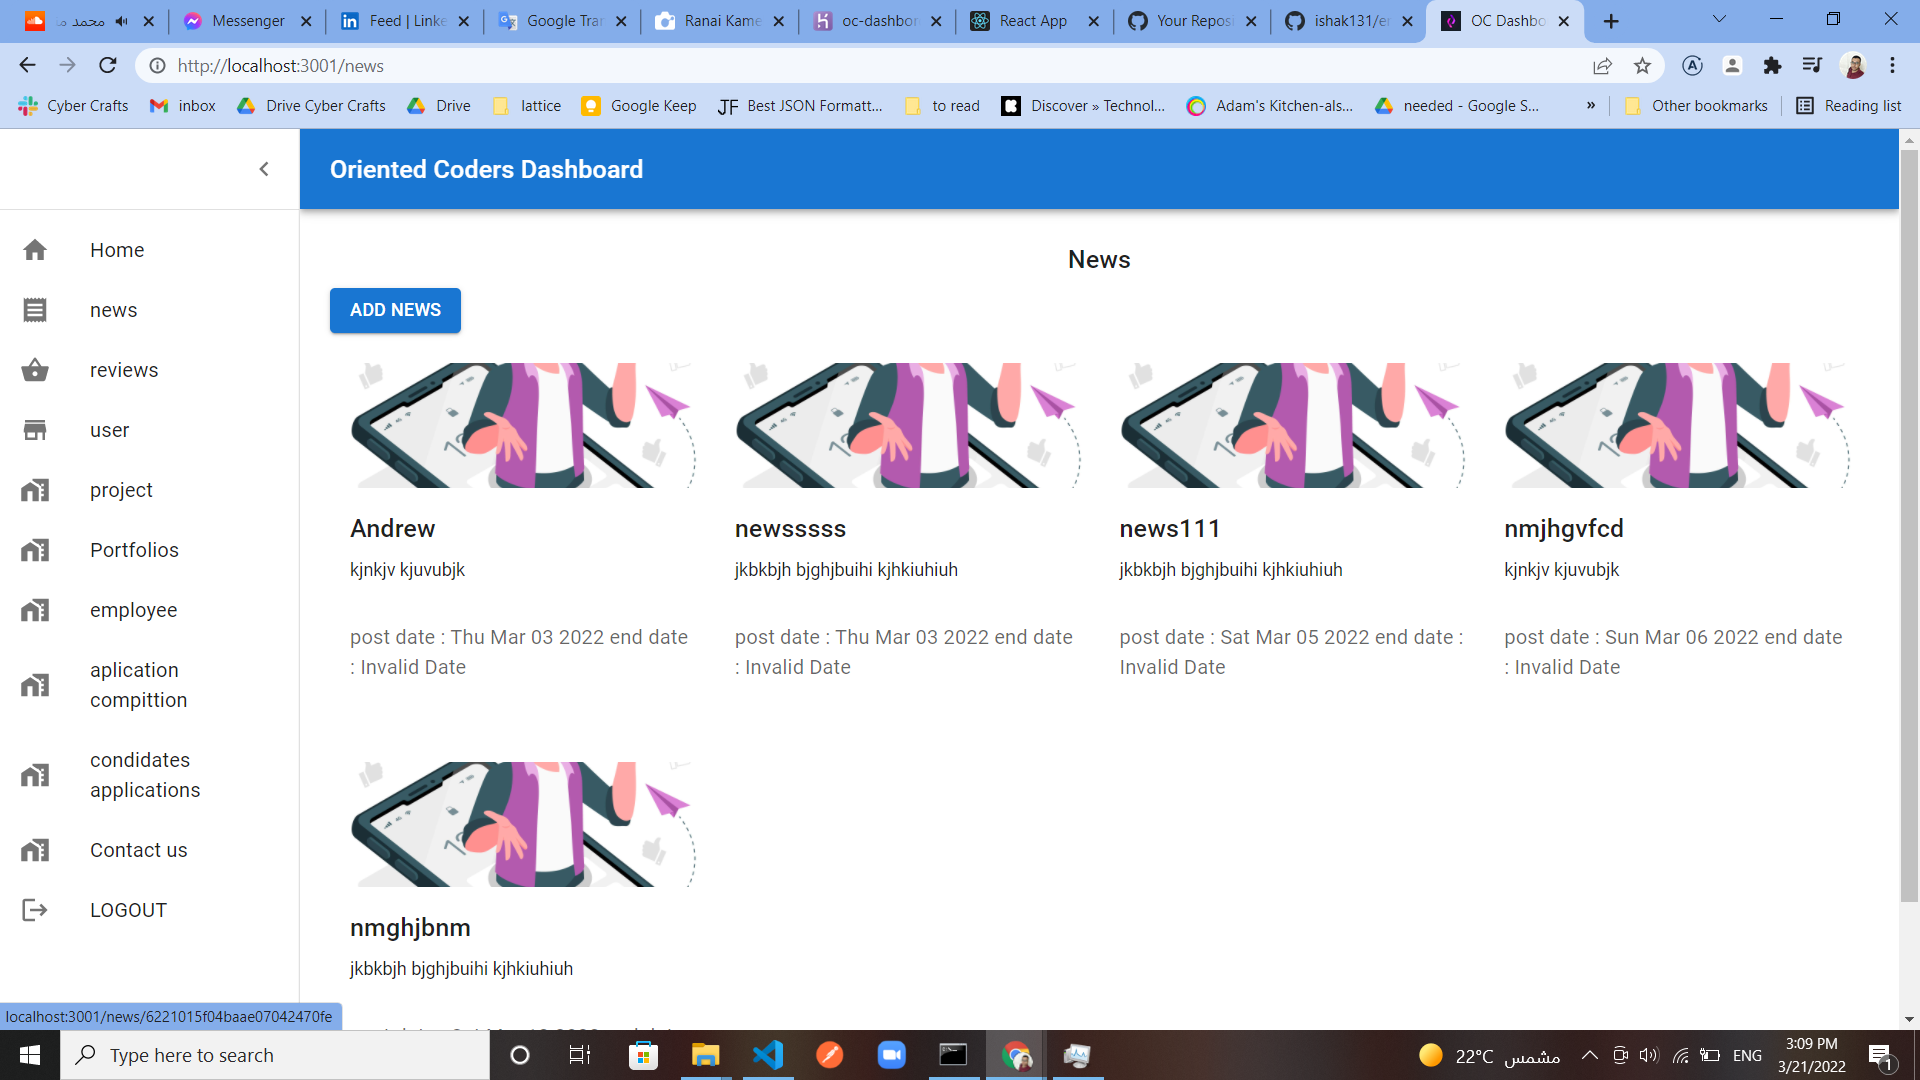 محمد م
Messenger
Feed | Linke
Google Tran
Ranai Kame
oc-dashbor
React App
Your Reposi
ishak131/er
OC Dashbo
http://localhost:3001/news
Cyber Crafts
inbox
Drive Cyber Crafts
Drive
lattice
Google Keep
JF Best JSON Formatt...
to read
Discover » Technol...
Adam's Kitchen-als...
needed - Google S...
»
Other bookmarks
Reading list
Oriented Coders Dashboard
Home
news
reviews
user
project
Portfolios
employee
aplication
compittion
condidates
applications
Contact us
LOGOUT
News
ADD NEWS
Andrew
kjnkjv kjuvubjk
post date : Thu Mar 03 2022 end date
: Invalid Date
newsssss
jkbkbjh bjghjbuihi kjhkiuhiuh
post date : Thu Mar 03 2022 end date
: Invalid Date
news111
jkbkbjh bjghjbuihi kjhkiuhiuh
post date : Sat Mar 05 2022 end date :
Invalid Date
nmjhgvfcd
kjnkjv kjuvubjk
post date : Sun Mar 06 2022 end date
: Invalid Date
nmghjbnm
jkbkbjh bjghjbuihi kjhkiuhiuh
localhost:3001/news/6221015f04baae07042470fe
Type here to search
22°C مشمس
ENG
3:09 PM
3/21/2022
1